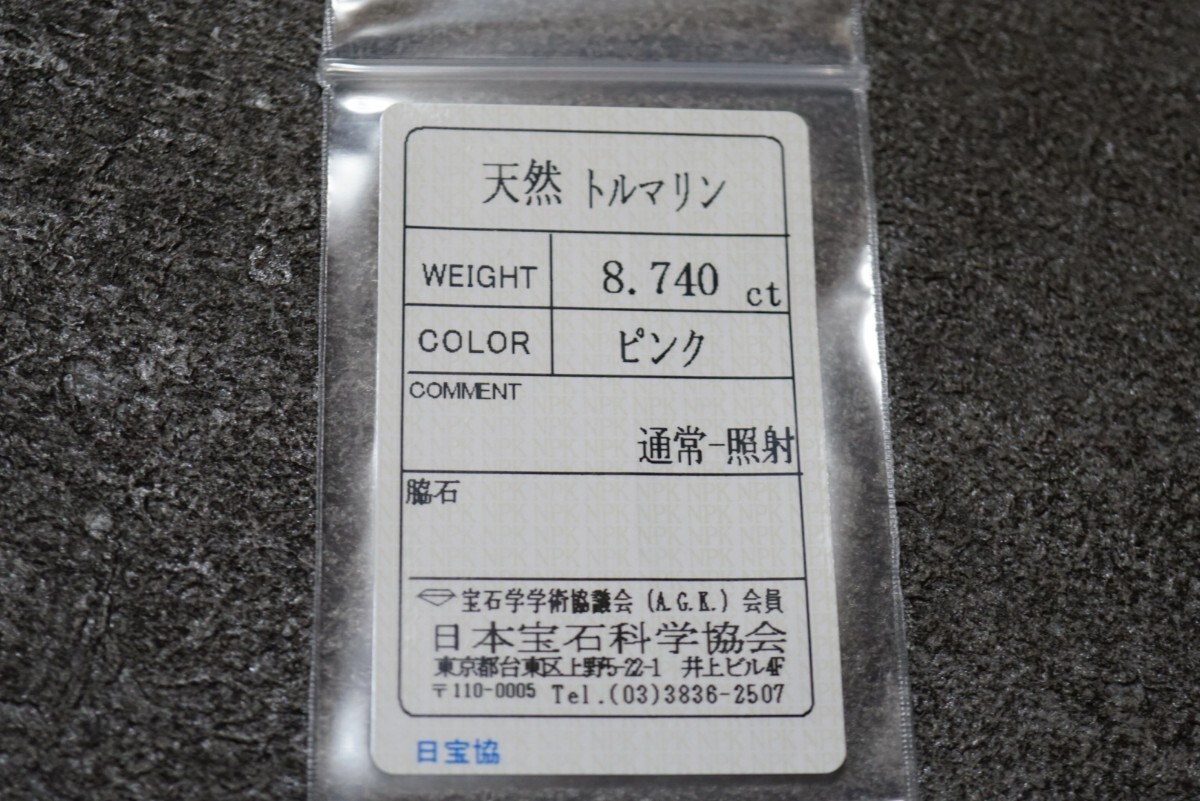 天然 トルマリン
WEIGHT 8.740 ct
COLOR ピンク
COMMENT
通常-照射
脇石
宝石学学術協議会(A.G.K.)会員
日本宝石科学協会
東京都台東区上野5-22-1 井上ビル4F
〒110-0005 Tel.(03)3836-2507
日宝協